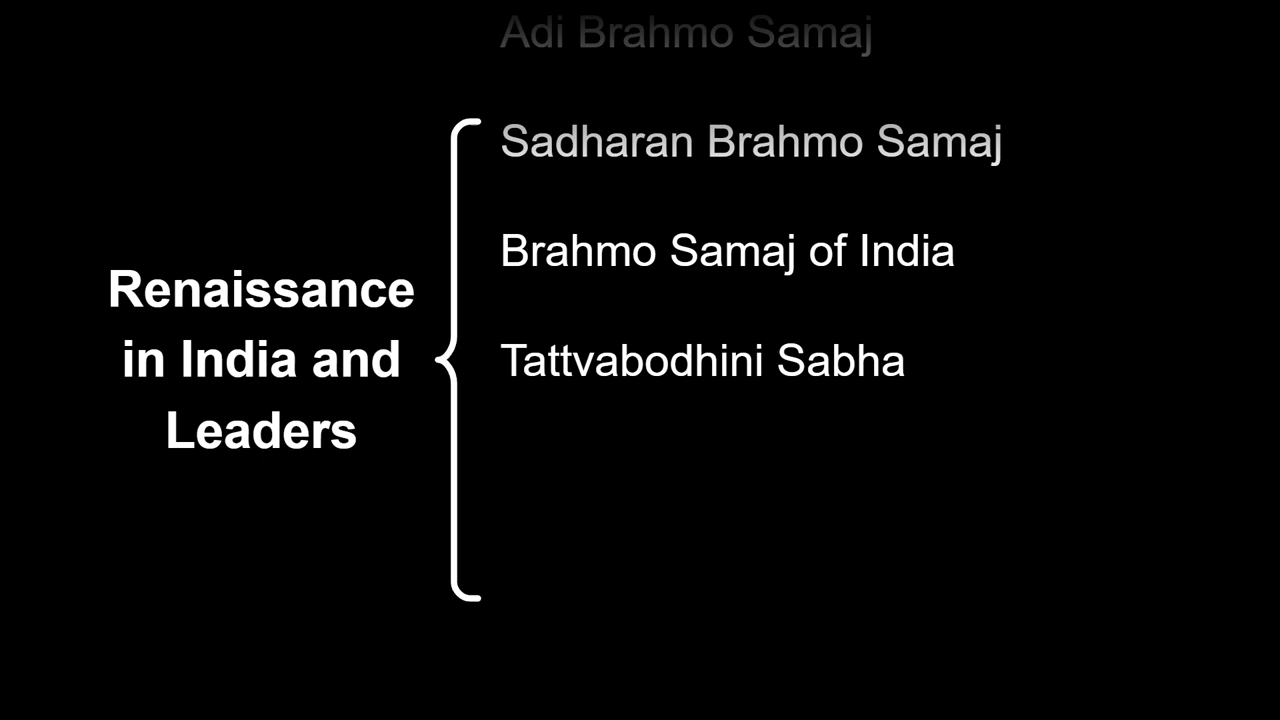 Adi Brahmo Samaj
Sadharan Brahmo Samaj
Brahmo Samaj of India
Tattvabodhini Sabha
Renaissance
in India and
Leaders